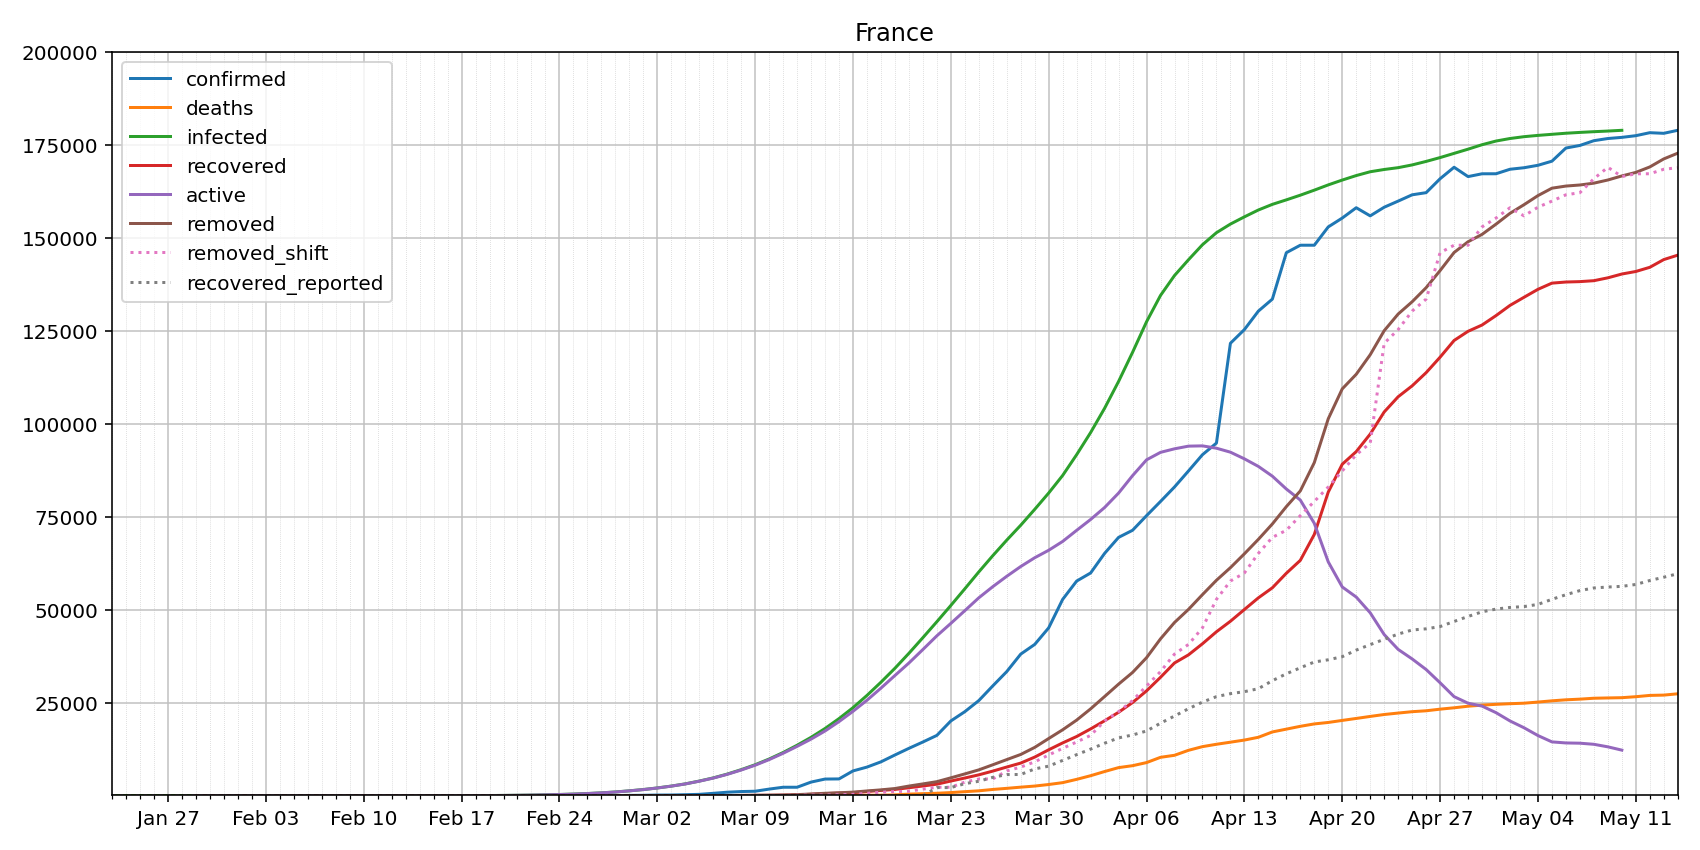 France
200000
175000
150000
125000
100000
75000
50000
25000
confirmed
deaths
infected
recovered
active
removed
removed_shift
recovered_reported
Jan 27 Feb 03 Feb 10 Feb 17 Feb 24 Mar 02 Mar 09 Mar 16 Mar 23 Mar 30 Apr 06 Apr 13 Apr 20 Apr 27 May 04 May 11